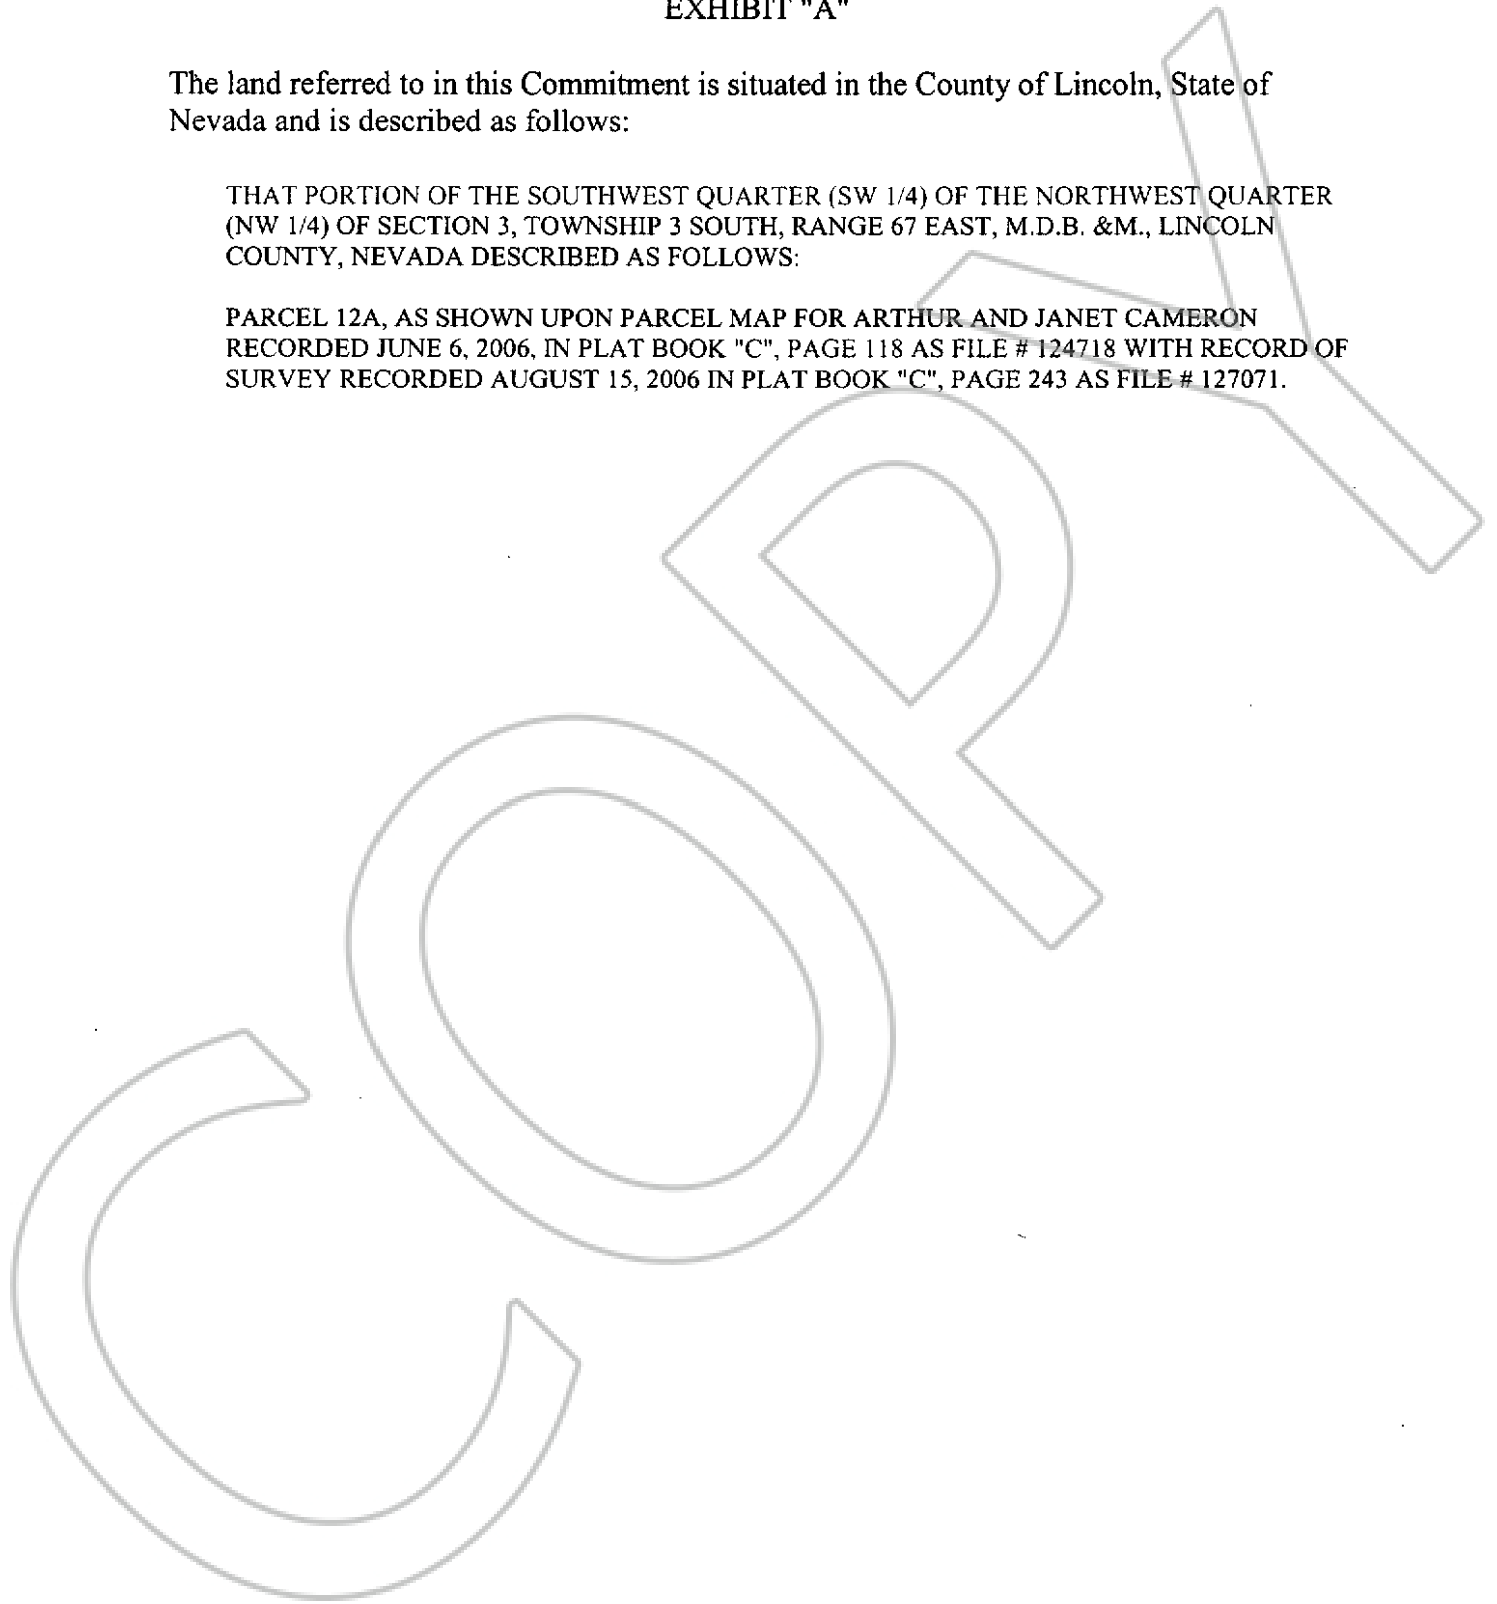 EXHIBIT "A"
The land referred to in this Commitment is situated in the County of Lincoln, State of
Nevada and is described as follows:
THAT PORTION OF THE SOUTHWEST QUARTER (SW 1/4) OF THE NORTHWEST QUARTER
(NW 1/4) OF SECTION 3, TOWNSHIP 3 SOUTH, RANGE 67 EAST, M.D.B. &M., LINCOLN
COUNTY, NEVADA DESCRIBED AS FOLLOWS:
PARCEL 12A, AS SHOWN UPON PARCEL MAP FOR ARTHUR AND JANET CAMERON
RECORDED JUNE 6, 2006, IN PLAT BOOK "C", PAGE 118 AS FILE # 124718 WITH RECORD OF
SURVEY RECORDED AUGUST 15, 2006 IN PLAT BOOK "C", PAGE 243 AS FILE # 127071.
COPY